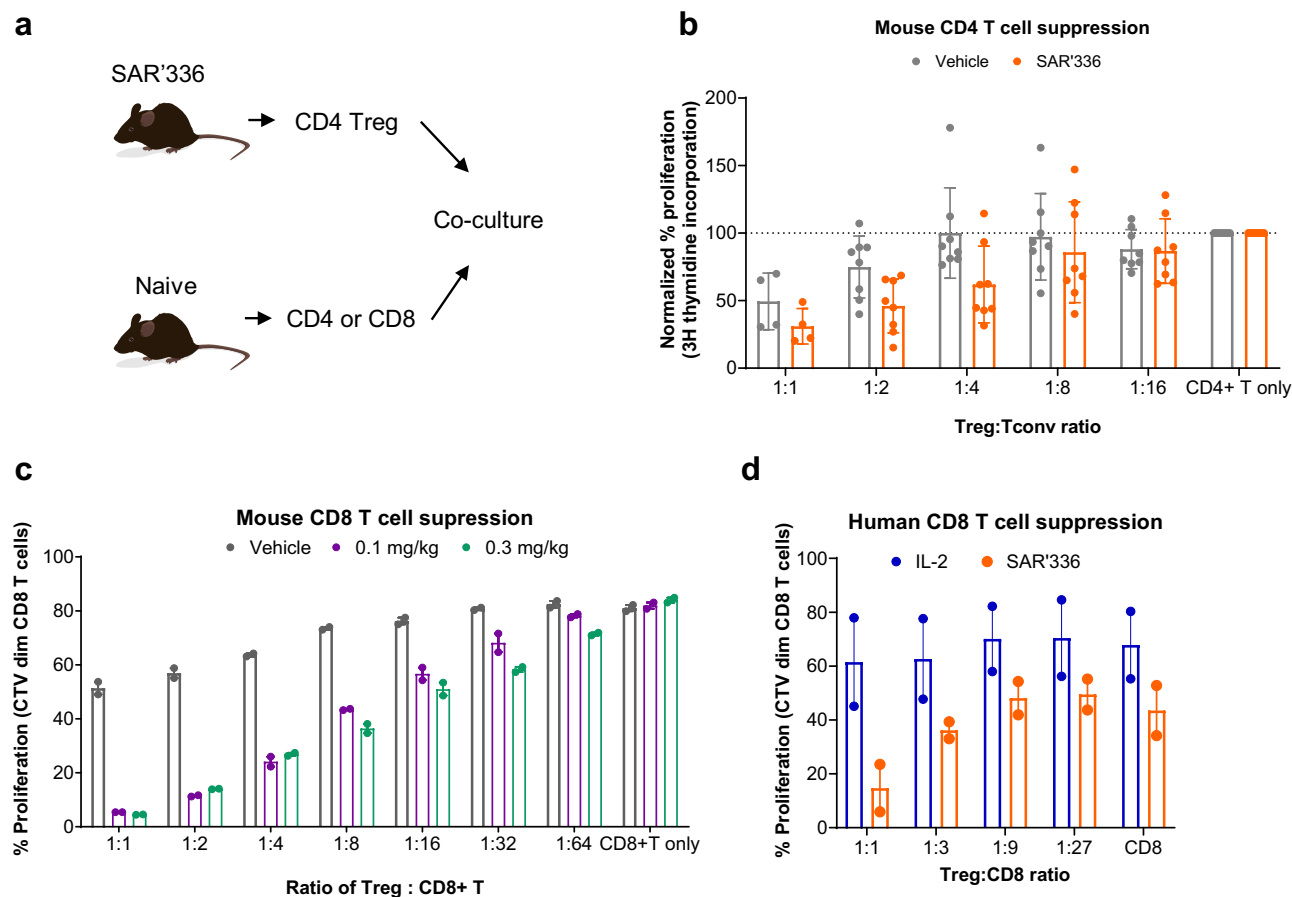 a
SAR’336
CD4 Treg
Co-culture
Naive
CD4 or CD8
b
Mouse CD4 T cell suppression
Vehicle SAR'336
Normalized % proliferation
(3H thymidine incorporation)
200
150
100
50
0
1:1 1:2 1:4 1:8 1:16 CD4+ T only
Treg:Tconv ratio
c
Mouse CD8 T cell supression
Vehicle 0.1 mg/kg 0.3 mg/kg
% Proliferation (CTV dim CD8 T cells)
100
80
60
40
20
0
1:1 1:2 1:4 1:8 1:16 1:32 1:64 CD8+T only
Ratio of Treg : CD8+ T
d
Human CD8 T cell suppression
IL-2 SAR'336
% Proliferation (CTV dim CD8 T cells)
100
80
60
40
20
0
1:1 1:3 1:9 1:27 CD8
Treg:CD8 ratio